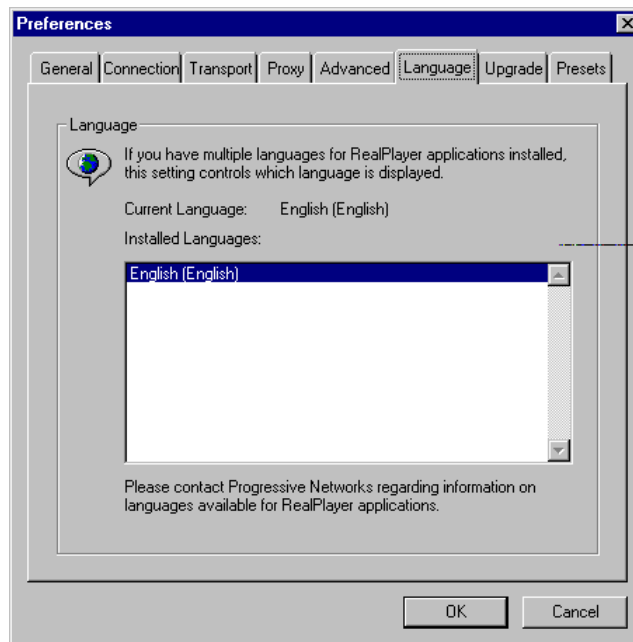 Preferences
General Connection Transport Proxy Advanced Language Upgrade Presets
Language
If you have multiple languages for RealPlayer applications installed,
this setting controls which language is displayed.
Current Language: English (English)
Installed Languages:
English (English)
Please contact Progressive Networks regarding information on
languages available for RealPlayer applications.
OK Cancel